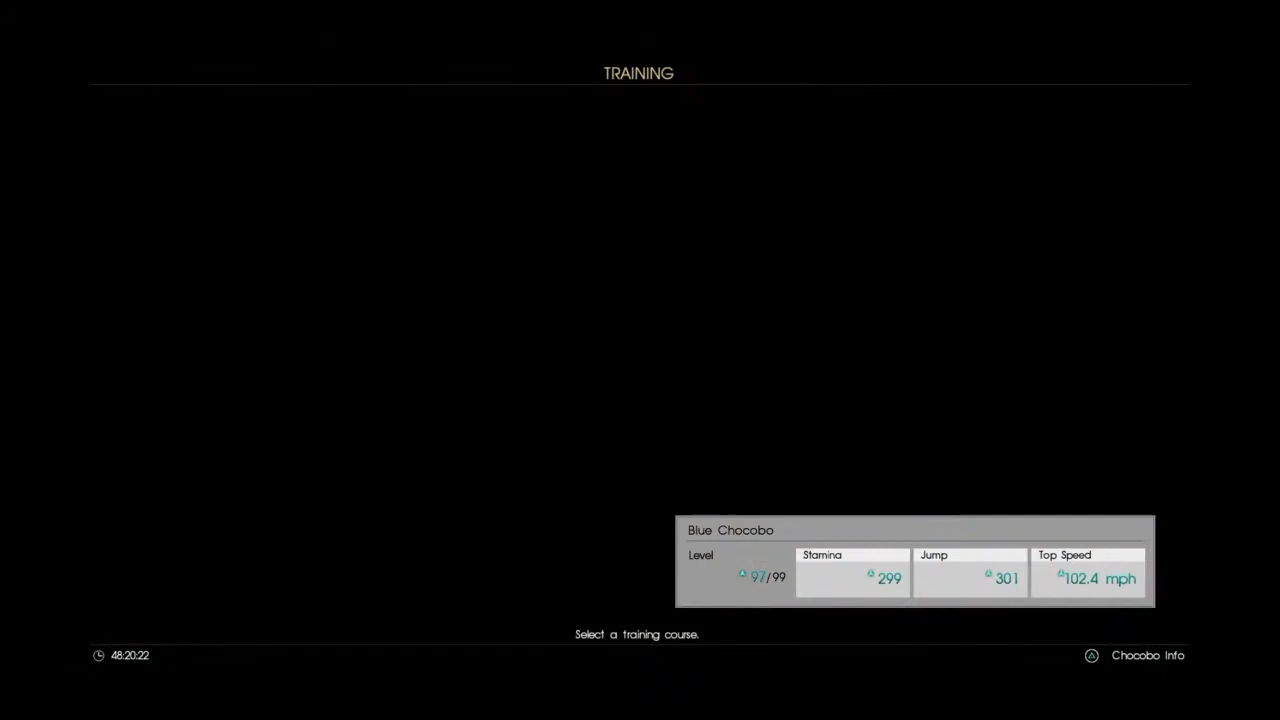 TRAINING
Blue Chocobo
Level 97/99
Stamina 299
Jump 301
Top Speed 102.4 mph
Select a training course.
48:20:22
Chocobo Info